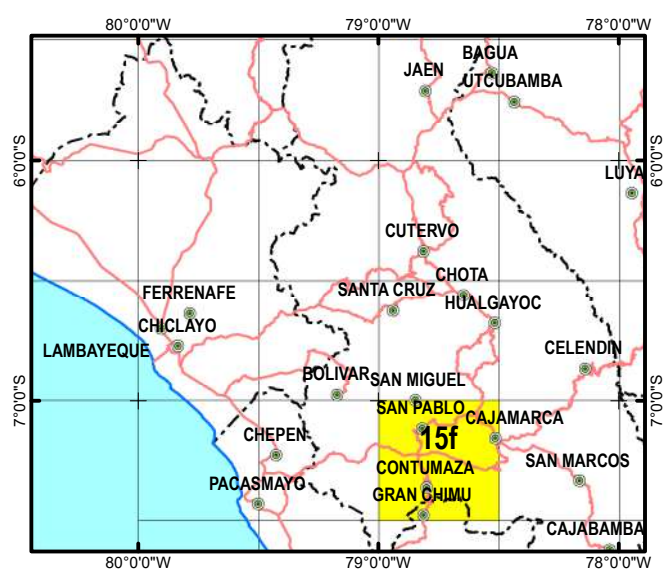 80°0'0"W 79°0'0"W 78°0'0"W
BAGUA
JAEN
UTCUBAMBA
6°0'0"S 6°0'0"S
LUYA
CUTERVO
CHOTA
SANTA CRUZ
FERRENAFE
HUALGAYOC
CHICLAYO
LAMBAYEQUE
CELENDIN
BOLIVAR
SAN MIGUEL
7°0'0"S 7°0'0"S
SAN PABLO
CAJAMARCA
CHEPEN
15f
SAN MARCOS
CONTUMAZA
PACASMAYO
GRAN CHIMU
CAJABAMBA
80°0'0"W 79°0'0"W 78°0'0"W